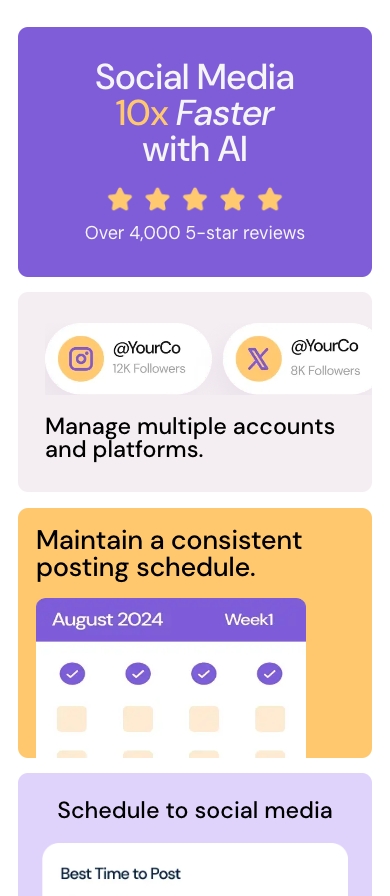 Social Media
10x Faster
with AI
Over 4,000 5-star reviews
@YourCo
12K Followers
@YourCo
8K Followers
Manage multiple accounts
and platforms.
Maintain a consistent
posting schedule.
August 2024 Week1
Schedule to social media
Best Time to Post